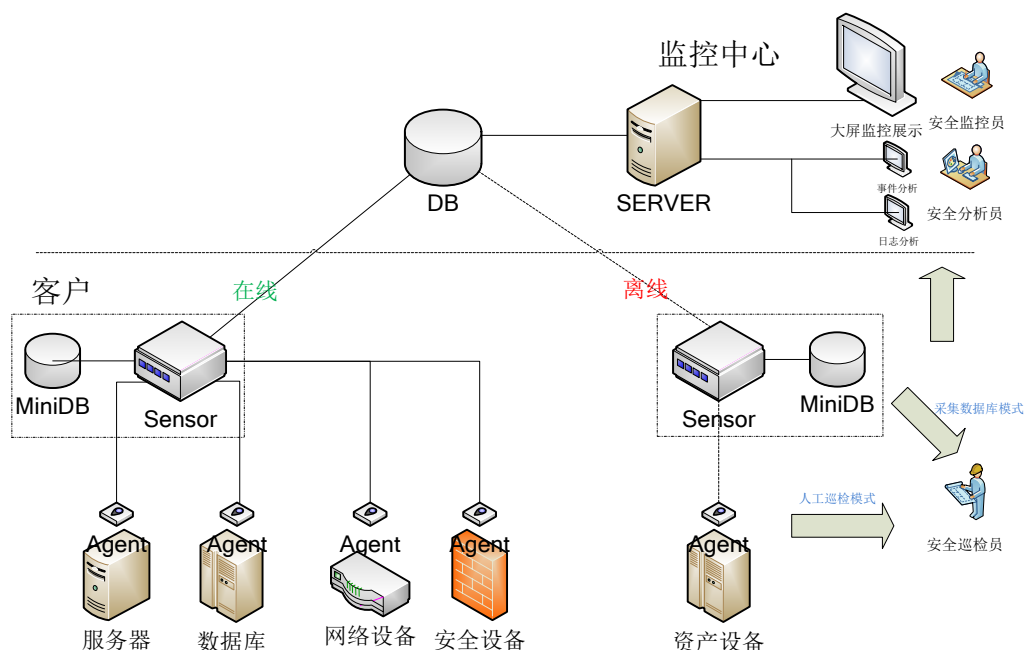 监控中心
大屏监控展示
安全监控员
DB
SERVER
事件分析
安全分析员
日志分析
客户
在线
离线
MiniDB
Sensor
Sensor
MiniDB
采集数据库模式
人工巡检模式
安全巡检员
Agent
Agent
Agent
Agent
Agent
服务器
数据库
网络设备
安全设备
资产设备